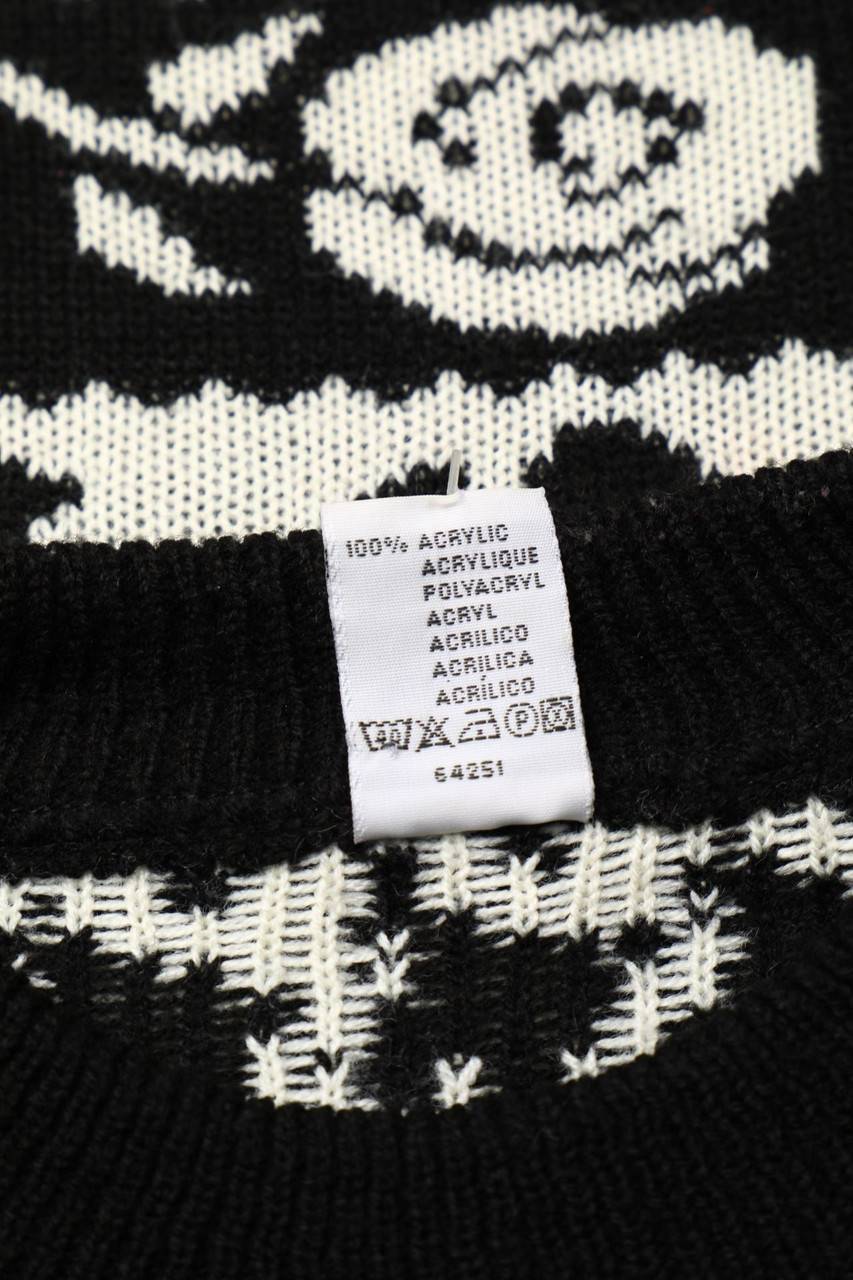 100% ACRYLIC
ACRYLIQUE
POLYACRYL
ACRYL
ACRILICO
ACRILICA
ACRÍLICO
P
64251